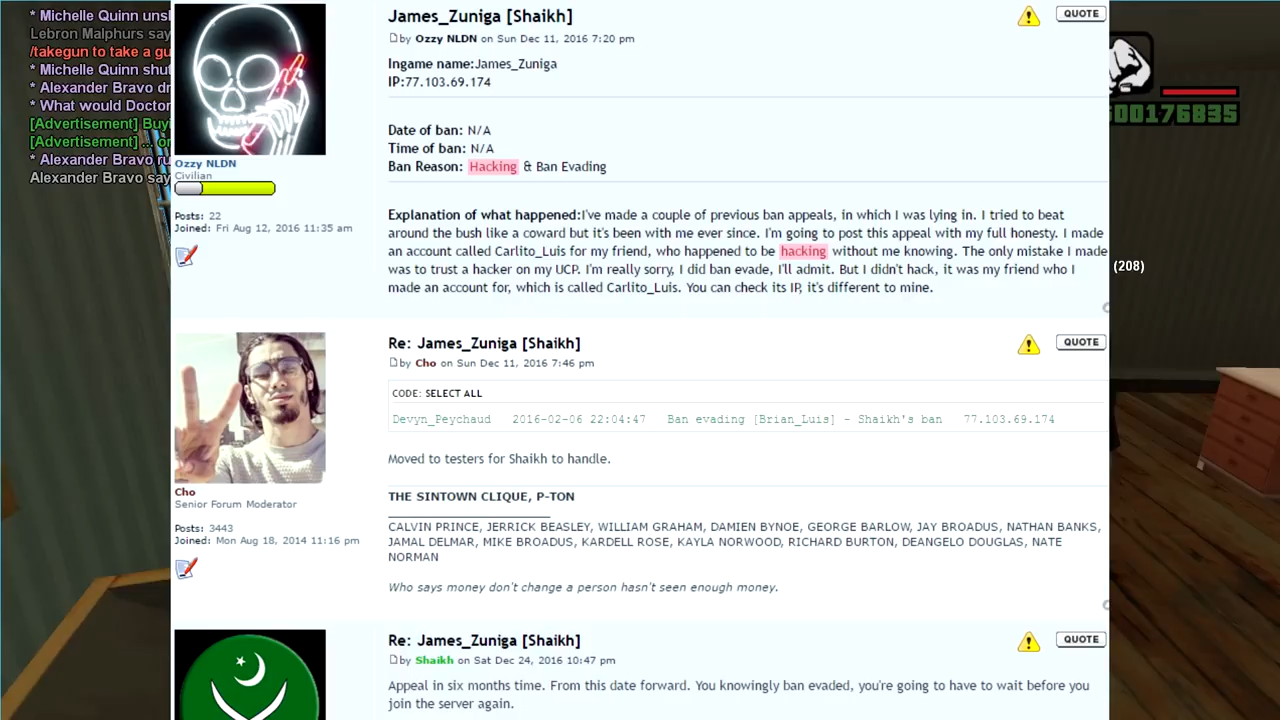 * Michelle Quinn
Lebron Malphurs say
/takegun to take a gu
* Michelle Quinn shu
* Alexander Bravo
* What would Doctor
[Advertisement] Buyi
[Advertisement] ...
* Alexander Bravo
Alexander Bravo say
00176835
(208)
James_Zuniga [Shaikh]
QUOTE
by Ozzy NLDN on Sun Dec 11, 2016 7:20 pm
Ingame name:James_Zuniga
IP:77.103.69.174
Date of ban: N/A
Time of ban: N/A
Ban Reason: Hacking & Ban Evading
Ozzy NLDN
Civilian
Posts: 22
Joined: Fri Aug 12, 2016 11:35 am
Explanation of what happened:I've made a couple of previous ban appeals, in which I was lying in. I tried to beat
around the bush like a coward but it's been with me ever since. I'm going to post this appeal with my full honesty. I made
an account called Carlito_Luis for my friend, who happened to be hacking without me knowing. The only mistake I made
was to trust a hacker on my UCP. I'm really sorry, I did ban evade, I'll admit. But I didn't hack, it was my friend who I
made an account for, which is called Carlito_Luis. You can check its IP, it's different to mine.
Re: James_Zuniga [Shaikh]
QUOTE
by Cho on Sun Dec 11, 2016 7:46 pm
CODE: SELECT ALL
Devyn_Peychaud 2016-02-06 22:04:47 Ban evading [Brian_Luis] - Shaikh's ban 77.103.69.174
Moved to testers for Shaikh to handle.
Cho
Senior Forum Moderator
Posts: 3443
Joined: Mon Aug 18, 2014 11:16 pm
THE SINTOWN CLIQUE, P-TON
CALVIN PRINCE, JERRICK BEASLEY, WILLIAM GRAHAM, DAMIEN BYNOE, GEORGE BARLOW, JAY BROADUS, NATHAN BANKS,
JAMAL DELMAR, MIKE BROADUS, KARDELL ROSE, KAYLA NORWOOD, RICHARD BURTON, DEANGELO DOUGLAS, NATE
NORMAN
Who says money don't change a person hasn't seen enough money.
Re: James_Zuniga [Shaikh]
QUOTE
by Shaikh on Sat Dec 24, 2016 10:47 pm
Appeal in six months time. From this date forward. You knowingly ban evaded, you're going to have to wait before you
join the server again.